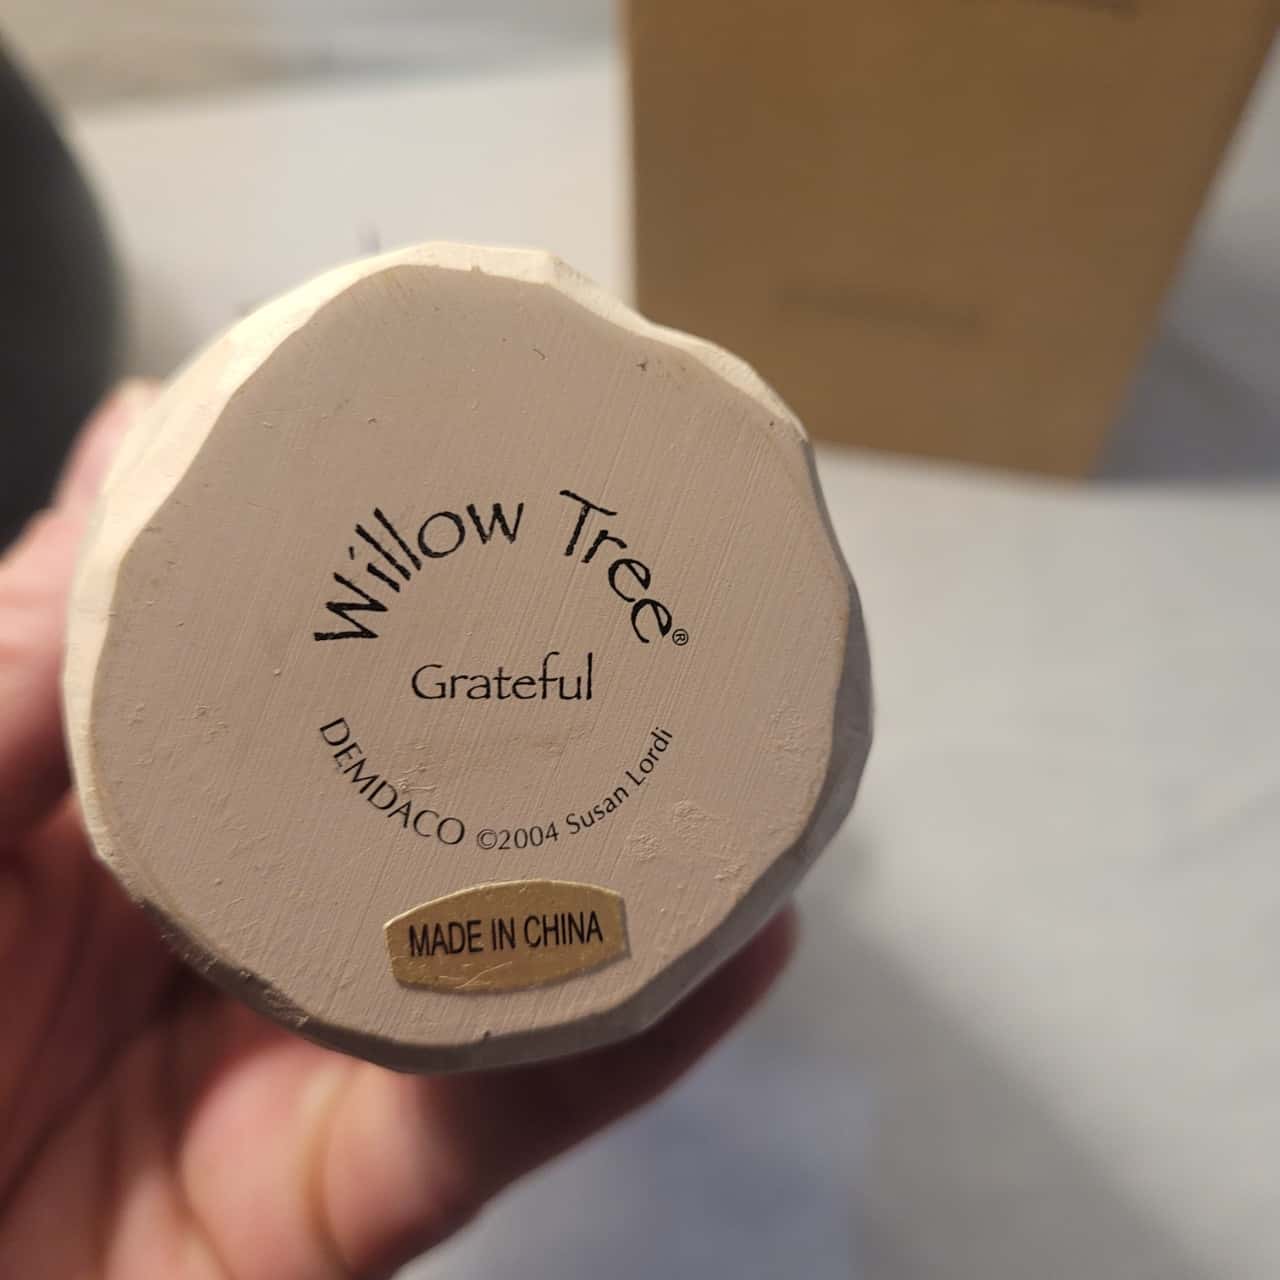 Willow Tree®
Grateful
DEMDACO ©2004 Susan Lordi
MADE IN CHINA